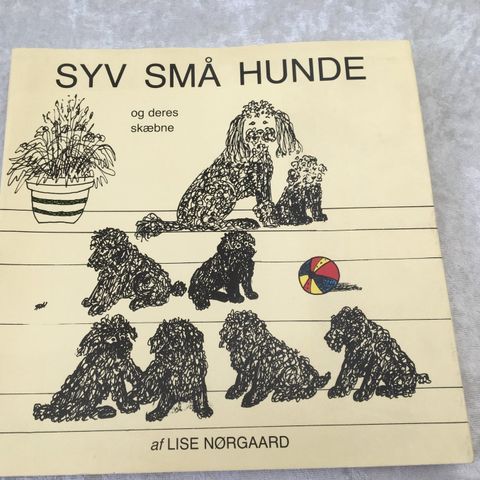 SYV SMÅ HUNDE
og deres
skæbne
af LISE NØRGAARD